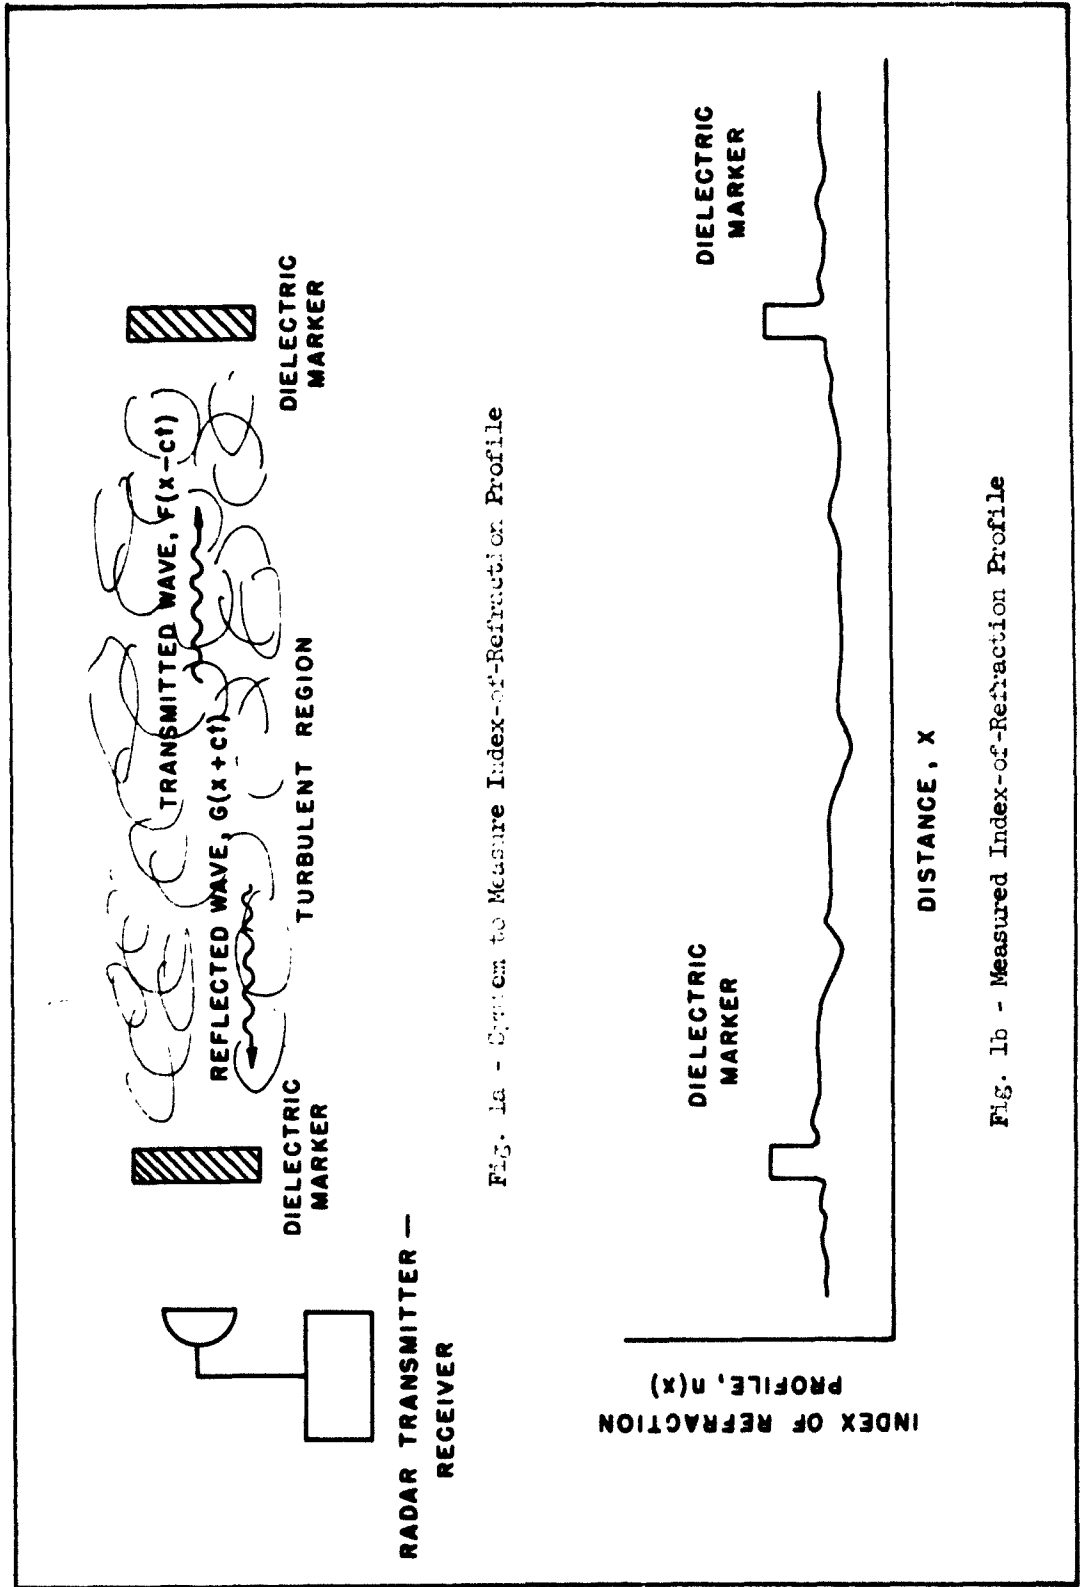 TRANSMITTED WAVE, F(x-ct)
REFLECTED WAVE, G(x+ct)
DIELECTRIC
MARKER
TURBULENT REGION
DIELECTRIC
MARKER
RADAR TRANSMITTER —
RECEIVER
Fig. 1a - System to Measure Index-of-Refraction Profile
INDEX OF REFRACTION
PROFILE, n(x)
DIELECTRIC
MARKER
DIELECTRIC
MARKER
DISTANCE, X
Fig. 1b - Measured Index-of-Refraction Profile